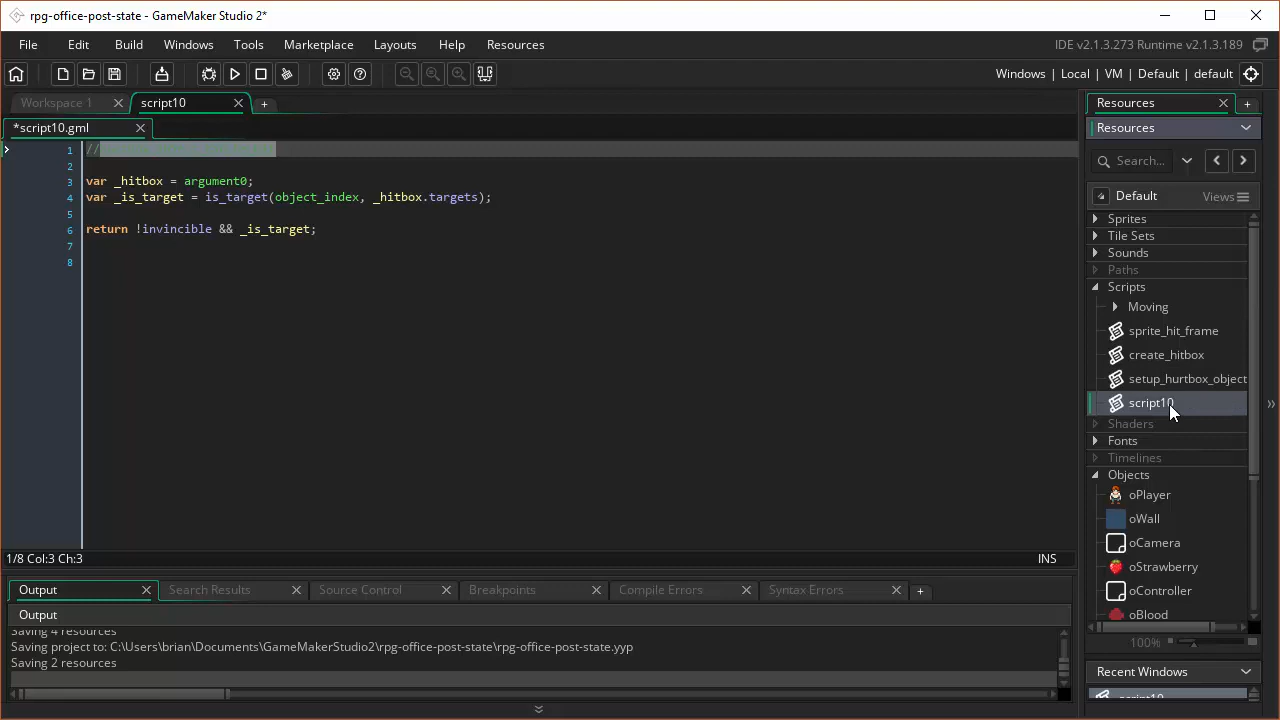 rpg-office-post-state - GameMaker Studio 2*
File Edit Build Windows Tools Marketplace Layouts Help Resources
IDE v2.1.3.273 Runtime v2.1.3.189
Windows | Local | VM | Default | default
Workspace 1
script10
*script10.gml
1 //
2
3 var _hitbox = argument0;
4 var _is_target = is_target(object_index, _hitbox.targets);
5
6 return !invincible && _is_target;
7
8
1/8 Col:3 Ch:3
INS
Output
Search Results
Source Control
Breakpoints
Compile Errors
Syntax Errors
Output
Saving 4 resources
Saving project to: C:\Users\brian\Documents\GameMakerStudio2\rpg-office-post-state\rpg-office-post-state.yyp
Saving 2 resources
Resources
Resources
Search...
Default
Views
Sprites
Tile Sets
Sounds
Paths
Scripts
Moving
sprite_hit_frame
create_hitbox
setup_hurtbox_object
script10
Shaders
Fonts
Timelines
Objects
oPlayer
oWall
oCamera
oStrawberry
oController
oBlood
100%
Recent Windows
script10